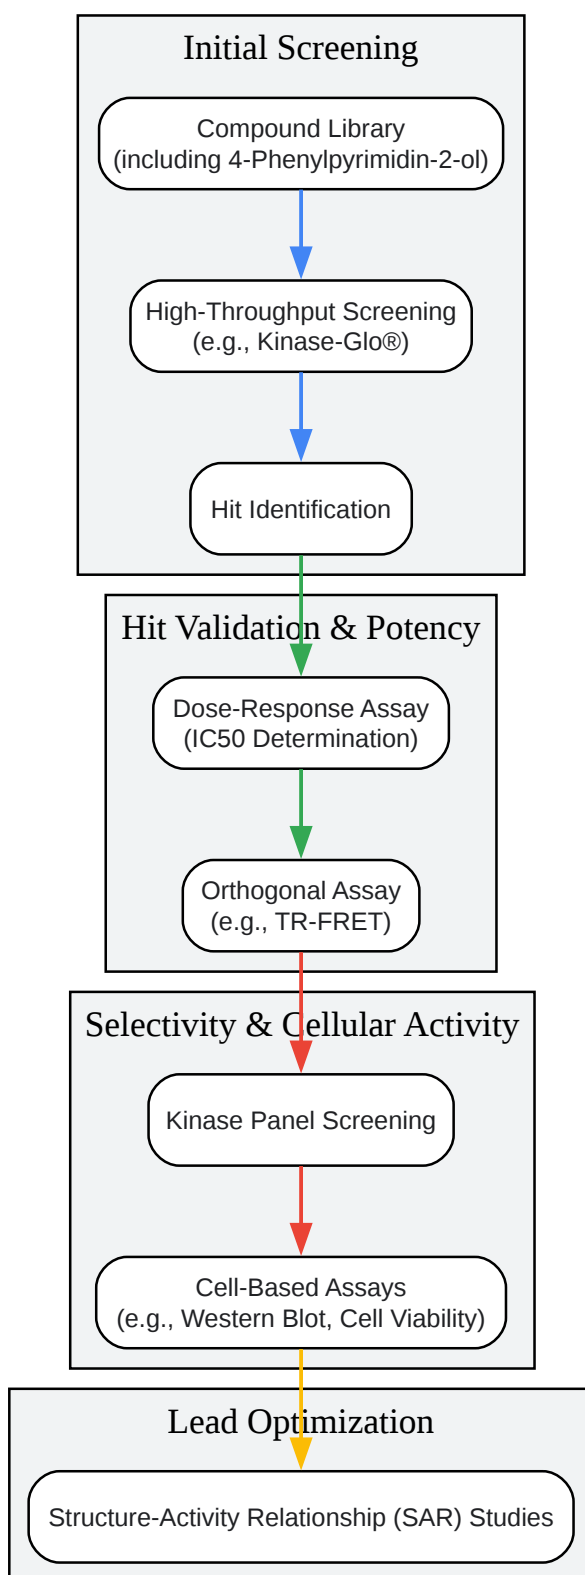 Initial Screening
Compound Library
(including 4-Phenylpyrimidin-2-ol)
High-Throughput Screening
(e.g., Kinase-Glo®)
Hit Identification
Hit Validation & Potency
Dose-Response Assay
(IC50 Determination)
Orthogonal Assay
(e.g., TR-FRET)
Selectivity & Cellular Activity
Kinase Panel Screening
Cell-Based Assays
(e.g., Western Blot, Cell Viability)
Lead Optimization
Structure-Activity Relationship (SAR) Studies